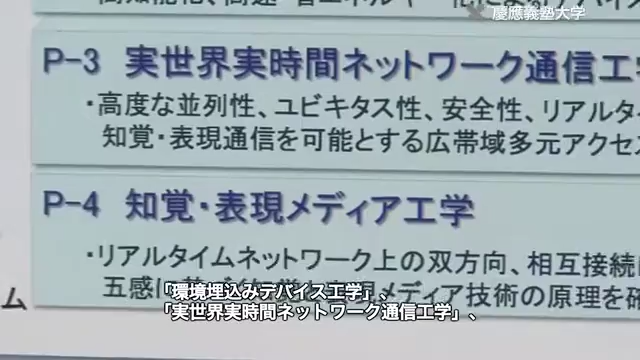 慶應義塾大学
P-3 実世界実時間ネットワーク通信工
・高度な並列性、ユビキタス性、安全性、リアルタ
知覚・表現通信を可能とする広帯域多元アクセ
P-4 知覚・表現メディア工学
・リアルタイムネットワーク上の双方向、相互接続
五感に
メディア技術の原理を確
ム
「環境埋込みデバイス工学」、
「実世界実時間ネットワーク通信工学」、